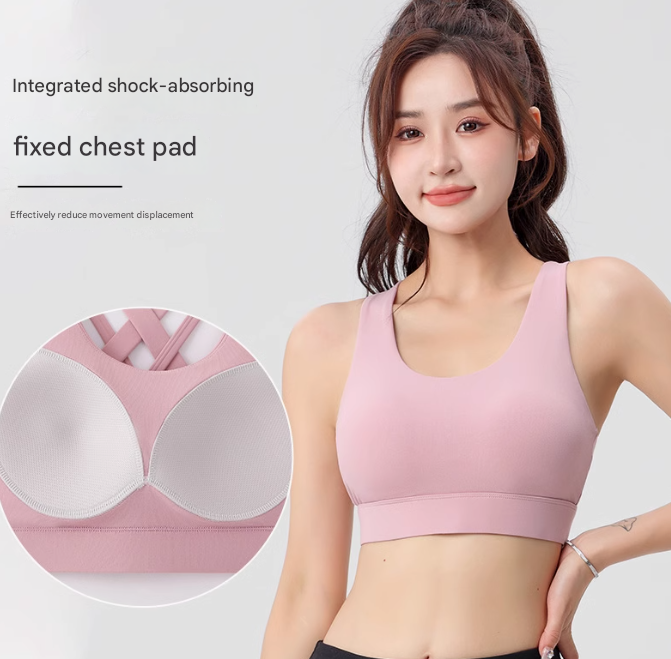 Integrated shock-absorbing
fixed chest pad
Effectively reduce movement displacement